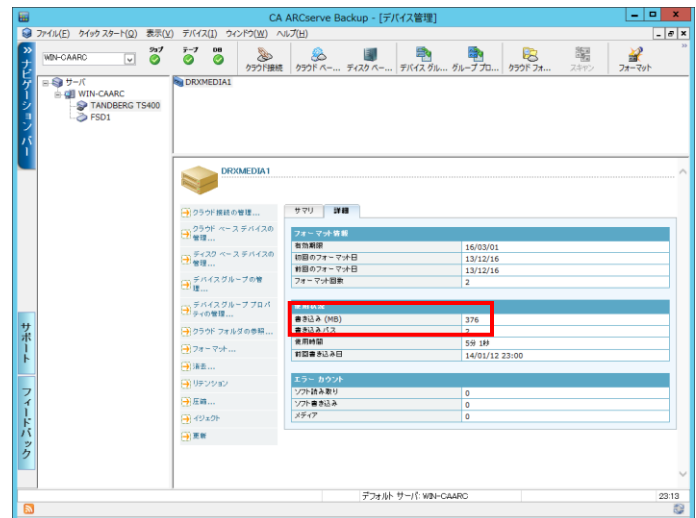 CA ARCserve Backup - [デバイス管理]
ファイル(F) クイック スタート(Q) 表示(V) デバイス(I) ウィンドウ(W) ヘルプ(H)
WIN-CAARC
ジョブ テープ DB
クラウド接続 クラウド ベー... ディスク ベー... デバイス グル... グループ プロ... クラウド フォ... スキャン フォーマット
ナビゲーション バー
サーバ
WIN-CAARC
TANDBERG TS400
FSD1
DRXMEDIA1
DRXMEDIA1
サマリ 詳細
クラウド接続の管理...
クラウド ベース デバイスの
管理...
ディスク ベース デバイスの
管理...
デバイス グループの管
理...
デバイス グループ プロパ
ティの管理...
クラウド フォルダの参照...
フォーマット...
消去...
リテンション
圧縮...
イジェクト
更新
フォーマット情報
有効期限 16/03/01
初回のフォーマット日 13/12/16
前回のフォーマット日 13/12/16
フォーマット回数 2
書き込み (MB) 376
書き込みパス 2
使用時間 5分 1秒
前回書き込み日 14/01/12 23:00
エラー カウント
ソフト読み取り 0
ソフト書き込み 0
メディア 0
サポート
フィードバック
デフォルト サーバ: WIN-CAARC 23:13